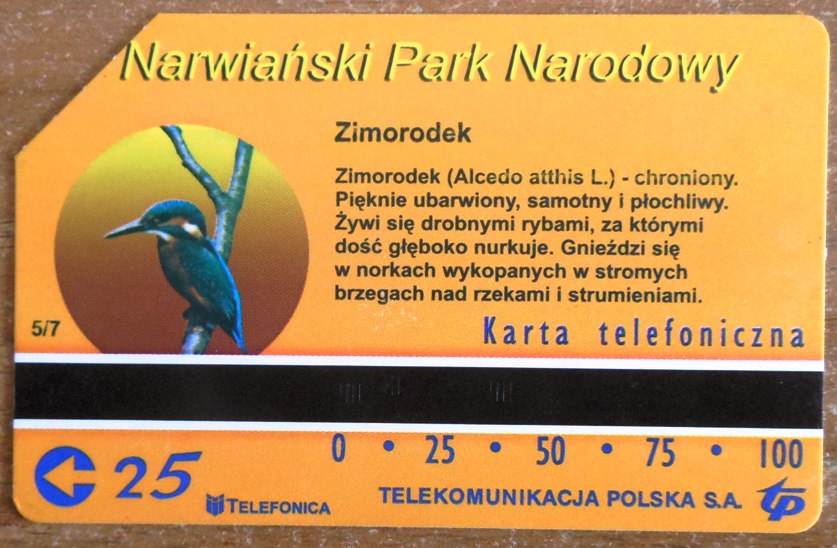 Narwiański Park Narodowy
Zimorodek
Zimorodek (Alcedo atthis L.) - chroniony.
Pięknie ubarwiony, samotny i płochliwy.
Żywi się drobnymi rybami, za którymi
dość głęboko nurkuje. Gnieździ się
w norkach wykopanych w stromych
brzegach nad rzekami i strumieniami.
5/7
Karta telefoniczna
0 • 25 • 50 • 75 • 100
25
TELEFONICA
TELEKOMUNIKACJA POLSKA S.A. tp